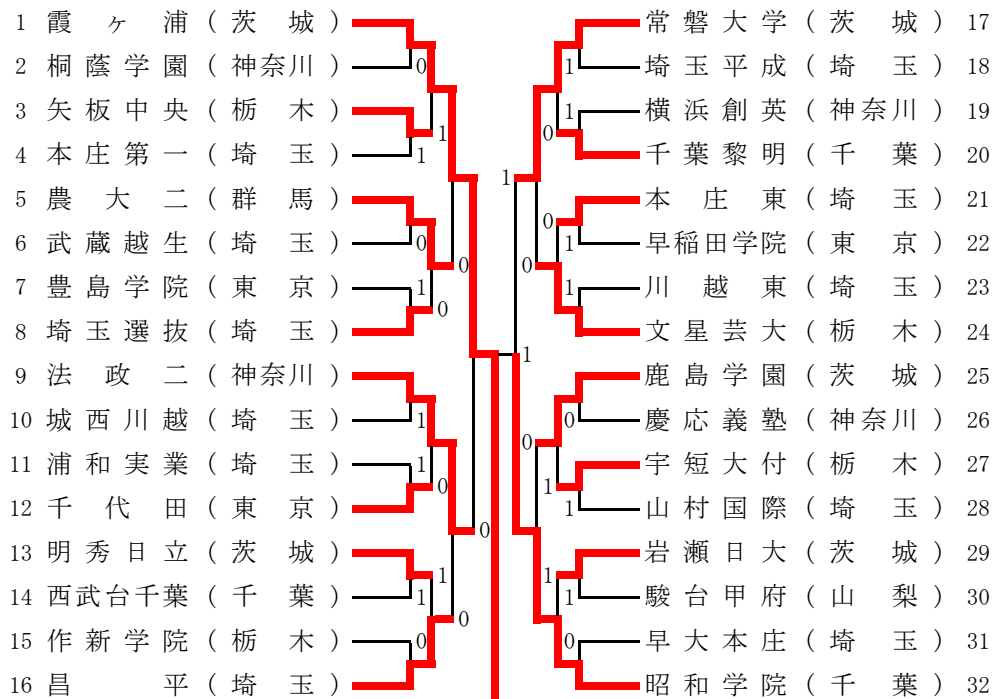 1 霞ヶ浦(茨城)
2 桐蔭学園(神奈川)
0
3 矢板中央(栃木)
1
4 本庄第一(埼玉)
1
5 農大二(群馬)
6 武蔵越生(埼玉)
0
0
7 豊島学院(東京)
1
0
8 埼玉選抜(埼玉)
9 法政二(神奈川)
10 城西川越(埼玉)
1
11 浦和実業(埼玉)
1
0
12 千代田(東京)
0
13 明秀日立(茨城)
1
14 西武台千葉(千葉)
1
0
15 作新学院(栃木)
0
16 昌平(埼玉)
常磐大学(茨城) 17
1
埼玉平成(埼玉) 18
1
横浜創英(神奈川) 19
0
千葉黎明(千葉) 20
1
本庄東(埼玉) 21
0
1
早稲田学院(東京) 22
0
1
川越東(埼玉) 23
文星芸大(栃木) 24
1
鹿島学園(茨城) 25
0
慶応義塾(神奈川) 26
0
宇短大付(栃木) 27
1
1
山村国際(埼玉) 28
岩瀬日大(茨城) 29
1
1
駿台甲府(山梨) 30
0
早大本庄(埼玉) 31
昭和学院(千葉) 32